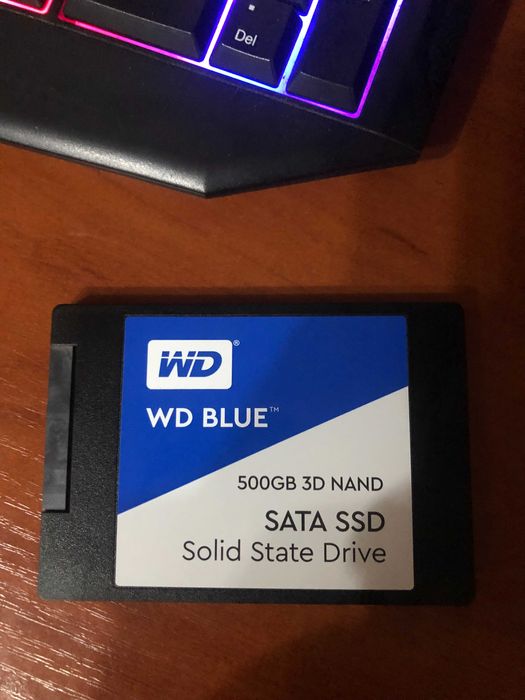 .
Del
WD®
WD BLUE™
500GB 3D NAND
SATA SSD
Solid State Drive